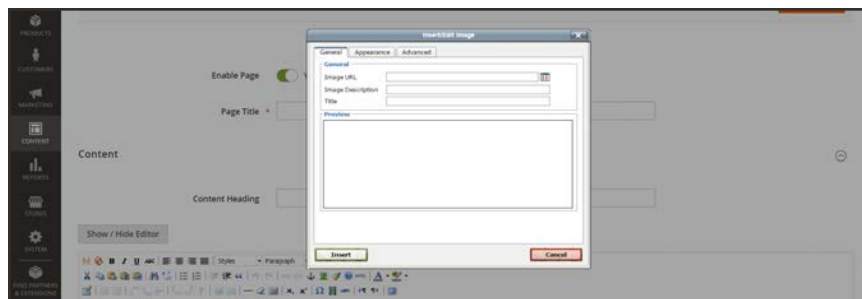 PRODUCTS
CUSTOMERS
MARKETING
CONTENT
REPORTS
STORES
SYSTEM
FIND PARTNERS
& EXTENSIONS
Enable Page
Page Title *
Content
Content Heading
Show / Hide Editor
Styles
Paragraph
Insert/Edit Image
General
Appearance
Advanced
General
Image URL
Image Description
Title
Preview
Insert
Cancel